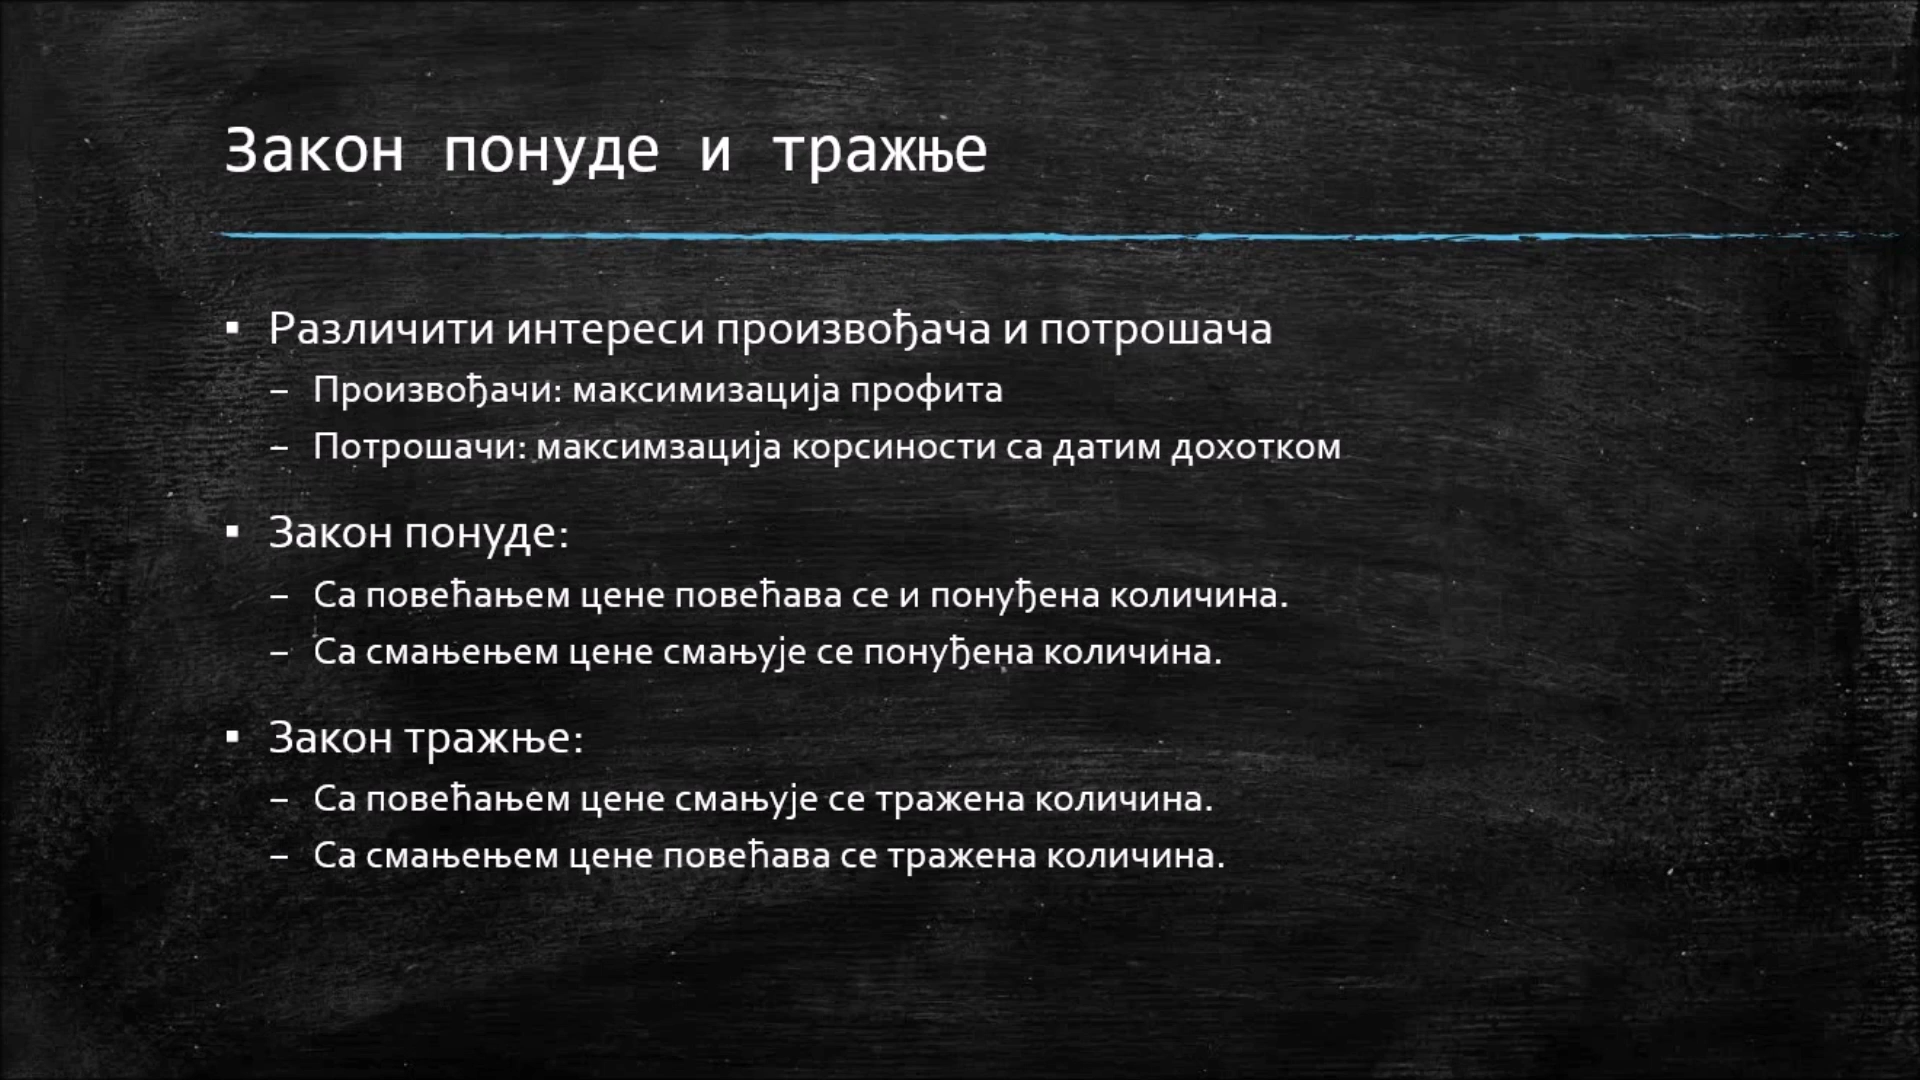 Закон понуде и тражње
▪ Различити интереси произвођача и потрошача
– Произвођачи: максимизација профита
– Потрошачи: максимзација корсиности са датим дохотком
▪ Закон понуде:
– Са повећањем цене повећава се и понуђена количина.
– Са смањењем цене смањује се понуђена количина.
▪ Закон тражње:
– Са повећањем цене смањује се тражена количина.
– Са смањењем цене повећава се тражена количина.